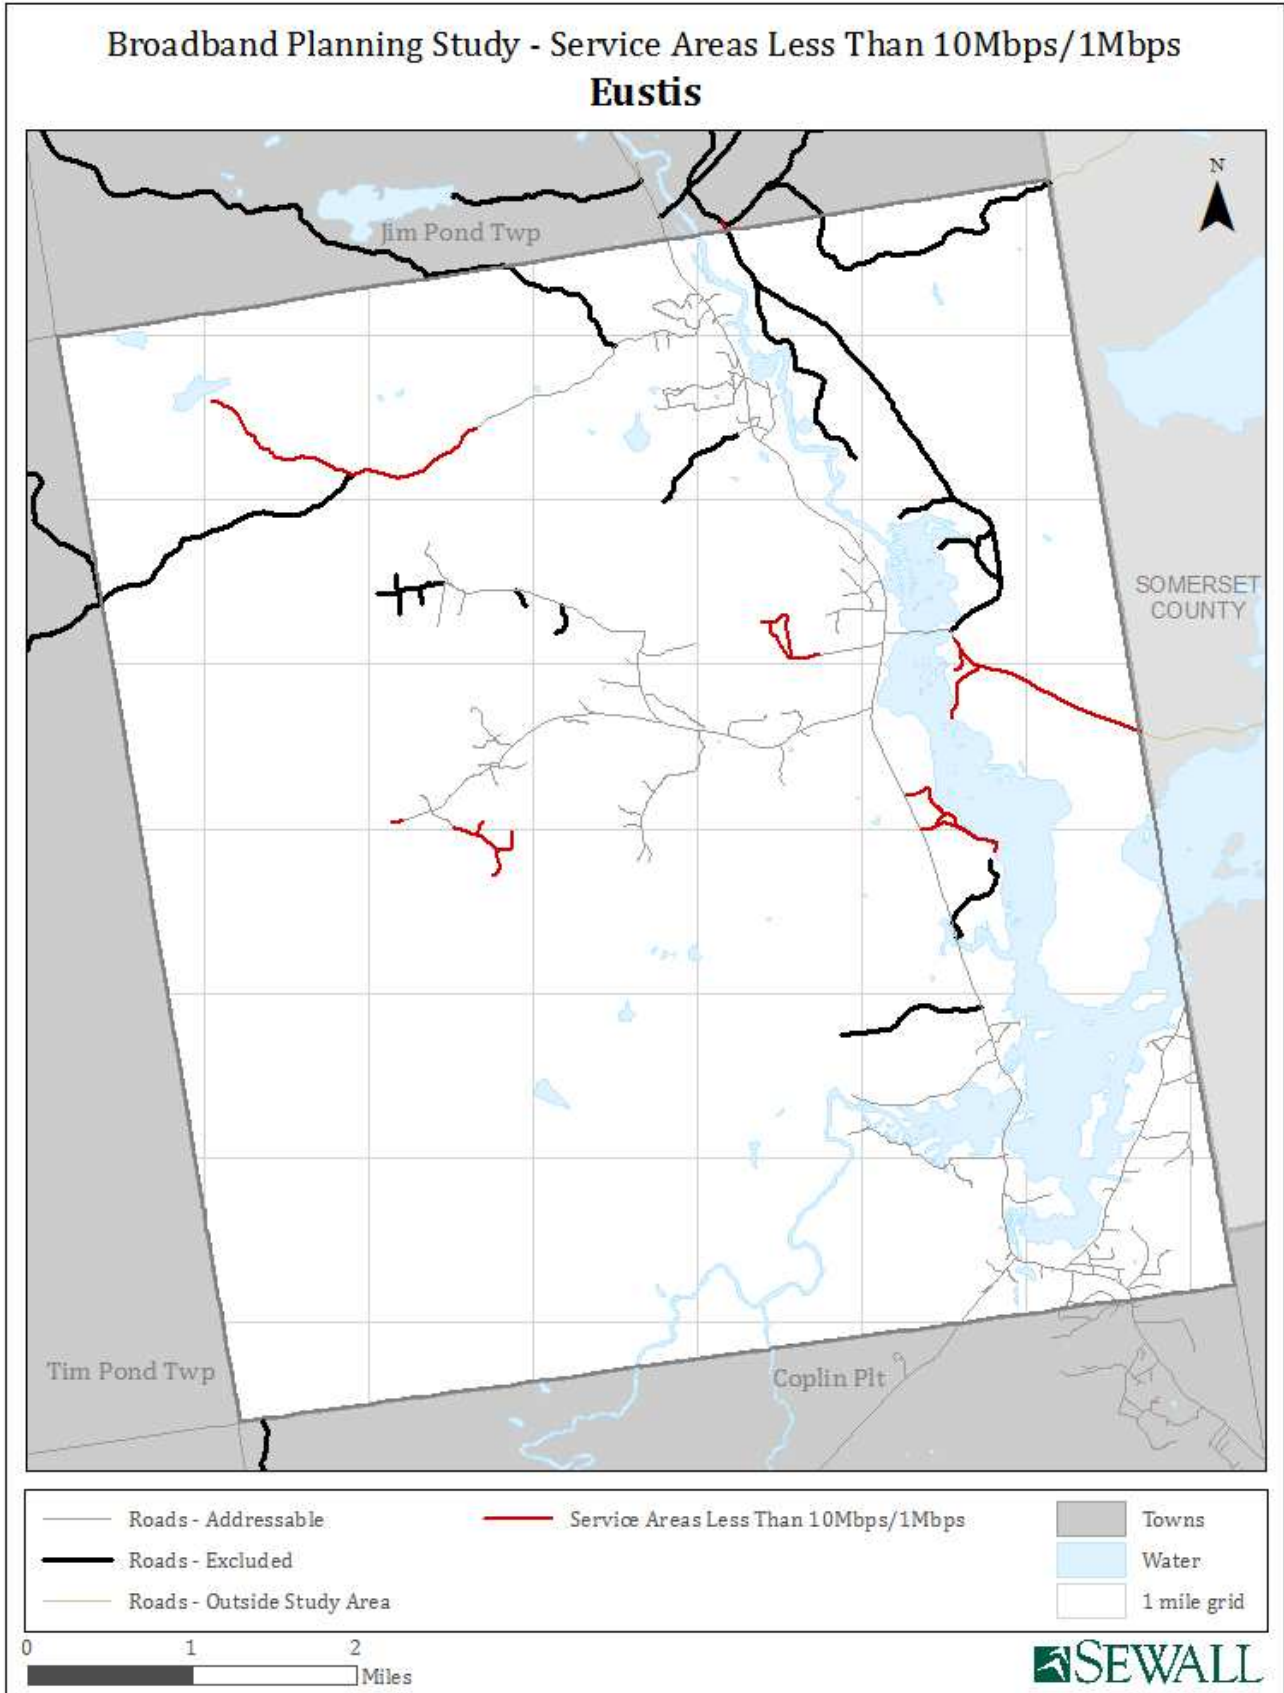 Broadband Planning Study - Service Areas Less Than 10Mbps/1Mbps
Eustis
N
Jim Pond Twp
SOMERSET
COUNTY
Tim Pond Twp
Coplin Plt
Roads - Addressable
Roads - Excluded
Roads - Outside Study Area
Service Areas Less Than 10Mbps/1Mbps
Towns
Water
1 mile grid
0 1 2
Miles
SEWALL